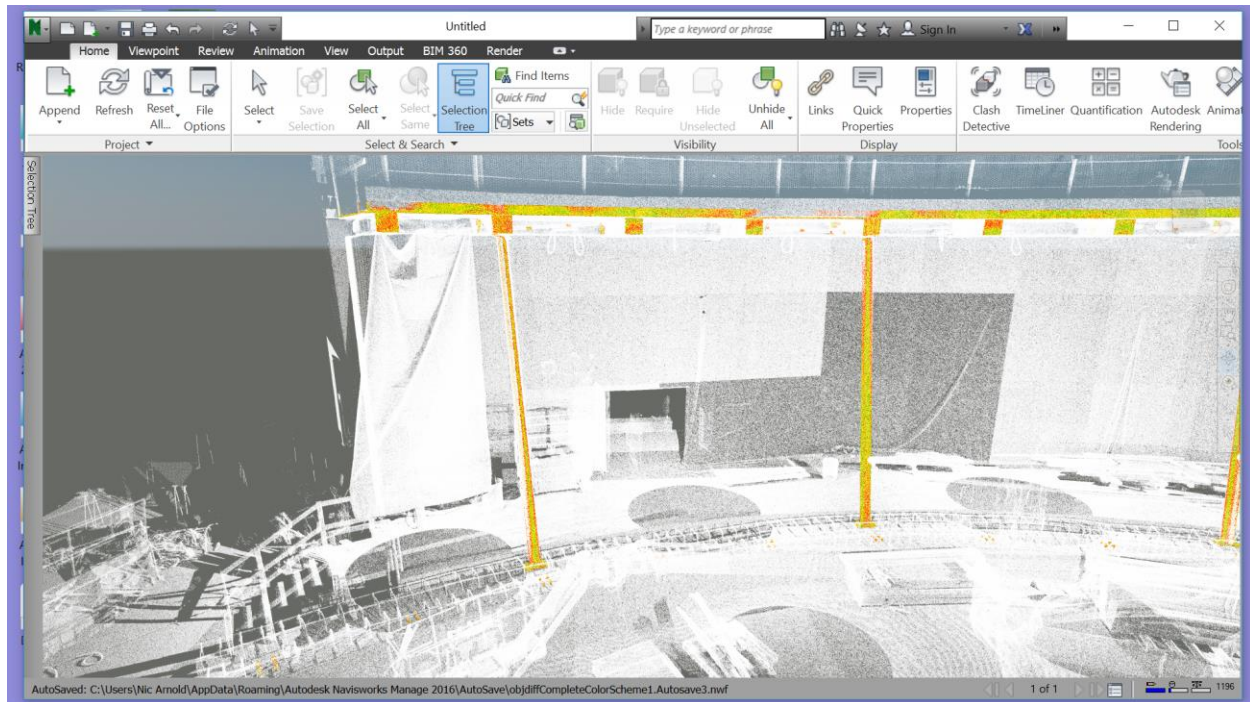 Untitled
Type a keyword or phrase
Sign In
Home Viewpoint Review Animation View Output BIM 360 Render
Append Refresh Reset All... File Options
Project
Select Save Selection Select All Select Same Selection Tree
Find Items
Quick Find
Sets
Select & Search
Hide Require Hide Unselected Unhide All
Visibility
Links Quick Properties Properties
Display
Clash Detective TimeLiner Quantification Autodesk Rendering Animat
Tools
Selection Tree
AutoSaved: C:\Users\Nic Arnold\AppData\Roaming\Autodesk Navisworks Manage 2016\AutoSave\objdiffCompleteColorScheme1.Autosave3.nwf
1 of 1
1196